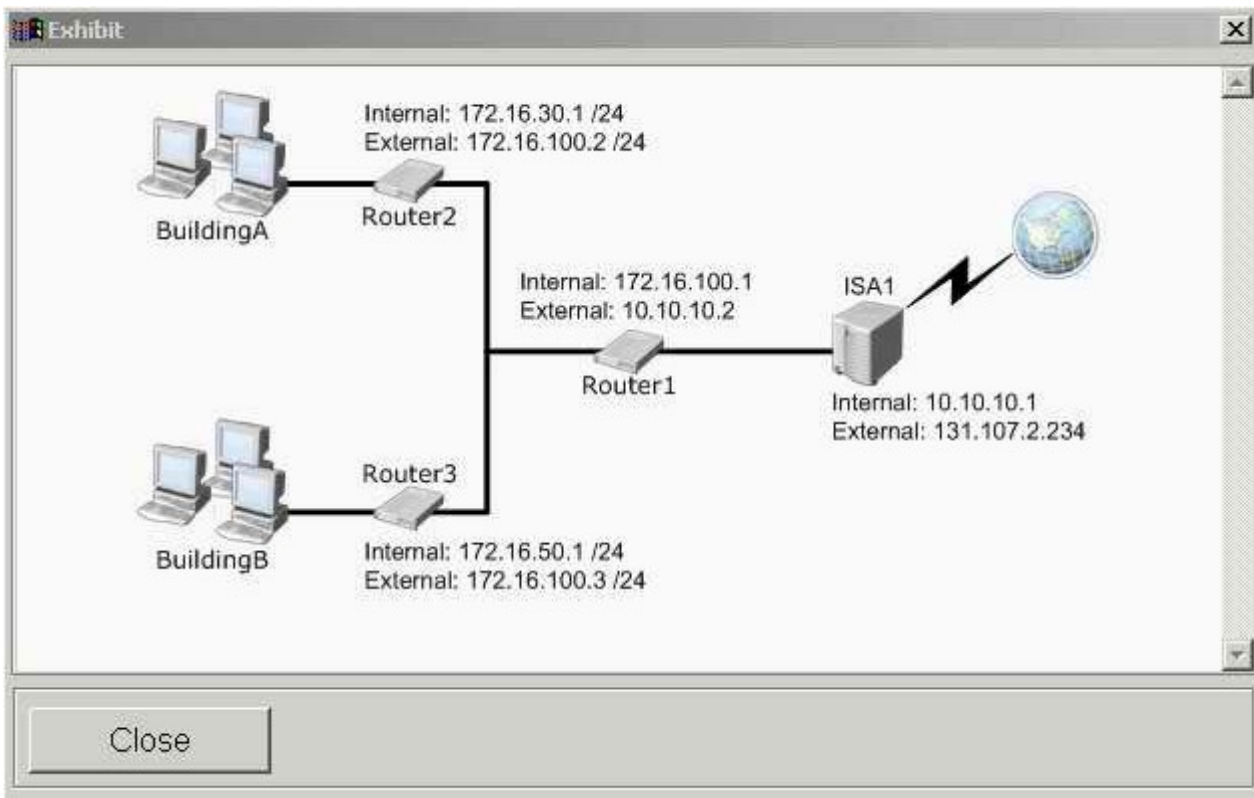 Exhibit
Internal: 172.16.30.1 /24
External: 172.16.100.2 /24
BuildingA
Router2
Internal: 172.16.100.1
External: 10.10.10.2
ISA1
Router1
Internal: 10.10.10.1
External: 131.107.2.234
Router3
BuildingB
Internal: 172.16.50.1 /24
External: 172.16.100.3 /24
Close